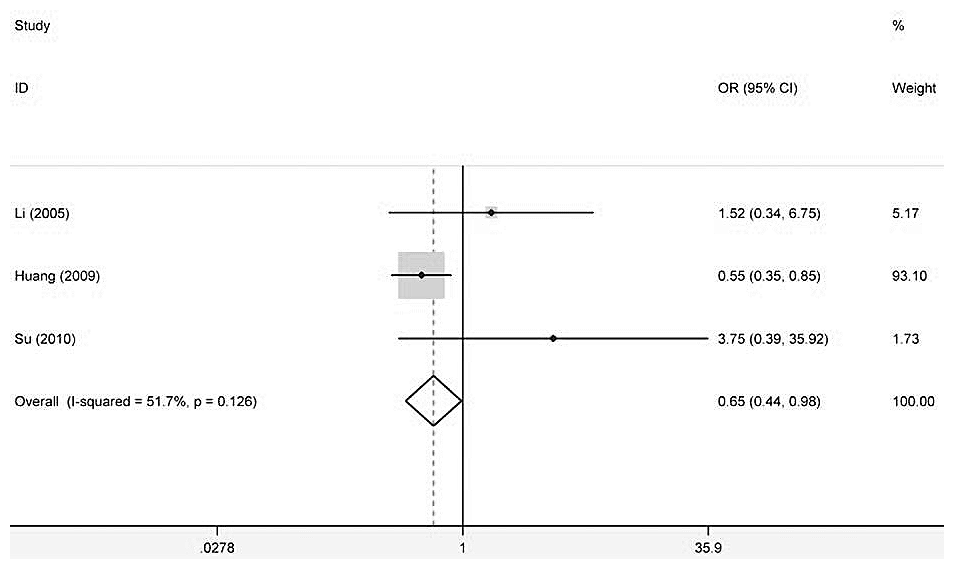 Study %
ID OR (95% CI) Weight
Li (2005) 1.52 (0.34, 6.75) 5.17
Huang (2009) 0.55 (0.35, 0.85) 93.10
Su (2010) 3.75 (0.39, 35.92) 1.73
Overall (I-squared = 51.7%, p = 0.126) 0.65 (0.44, 0.98) 100.00
.0278 1 35.9